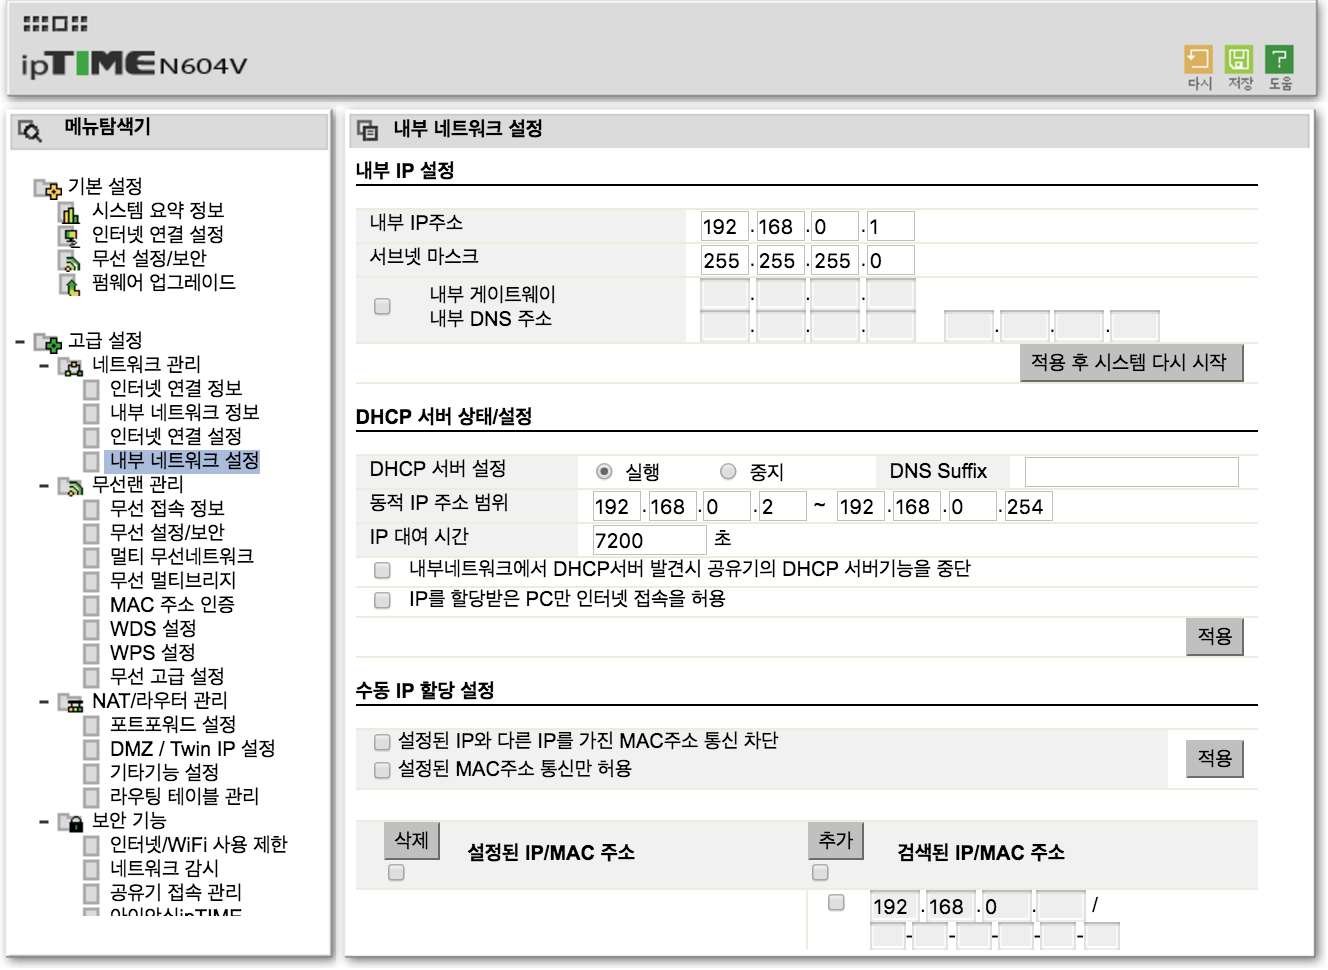 ipTIME N604V
다시 저장 도움
메뉴탐색기
기본 설정
시스템 요약 정보
인터넷 연결 설정
무선 설정/보안
펌웨어 업그레이드
고급 설정
네트워크 관리
인터넷 연결 정보
내부 네트워크 정보
인터넷 연결 설정
내부 네트워크 설정
무선랜 관리
무선 접속 정보
무선 설정/보안
멀티 무선네트워크
무선 멀티브리지
MAC 주소 인증
WDS 설정
WPS 설정
무선 고급 설정
NAT/라우터 관리
포트포워드 설정
DMZ / Twin IP 설정
기타기능 설정
라우팅 테이블 관리
보안 기능
인터넷/WiFi 사용 제한
네트워크 감시
공유기 접속 관리
내부 네트워크 설정
내부 IP 설정
내부 IP주소 192 . 168 . 0 . 1
서브넷 마스크 255 . 255 . 255 . 0
내부 게이트웨이 . . .
내부 DNS 주소 . . . . . .
적용 후 시스템 다시 시작
DHCP 서버 상태/설정
DHCP 서버 설정 실행 중지 DNS Suffix
동적 IP 주소 범위 192 . 168 . 0 . 2 ~ 192 . 168 . 0 . 254
IP 대여 시간 7200 초
내부네트워크에서 DHCP서버 발견시 공유기의 DHCP 서버기능을 중단
IP를 할당받은 PC만 인터넷 접속을 허용
적용
수동 IP 할당 설정
설정된 IP와 다른 IP를 가진 MAC주소 통신 차단
설정된 MAC주소 통신만 허용
적용
삭제 설정된 IP/MAC 주소 추가 검색된 IP/MAC 주소
192 . 168 . 0 . /
- - - - -